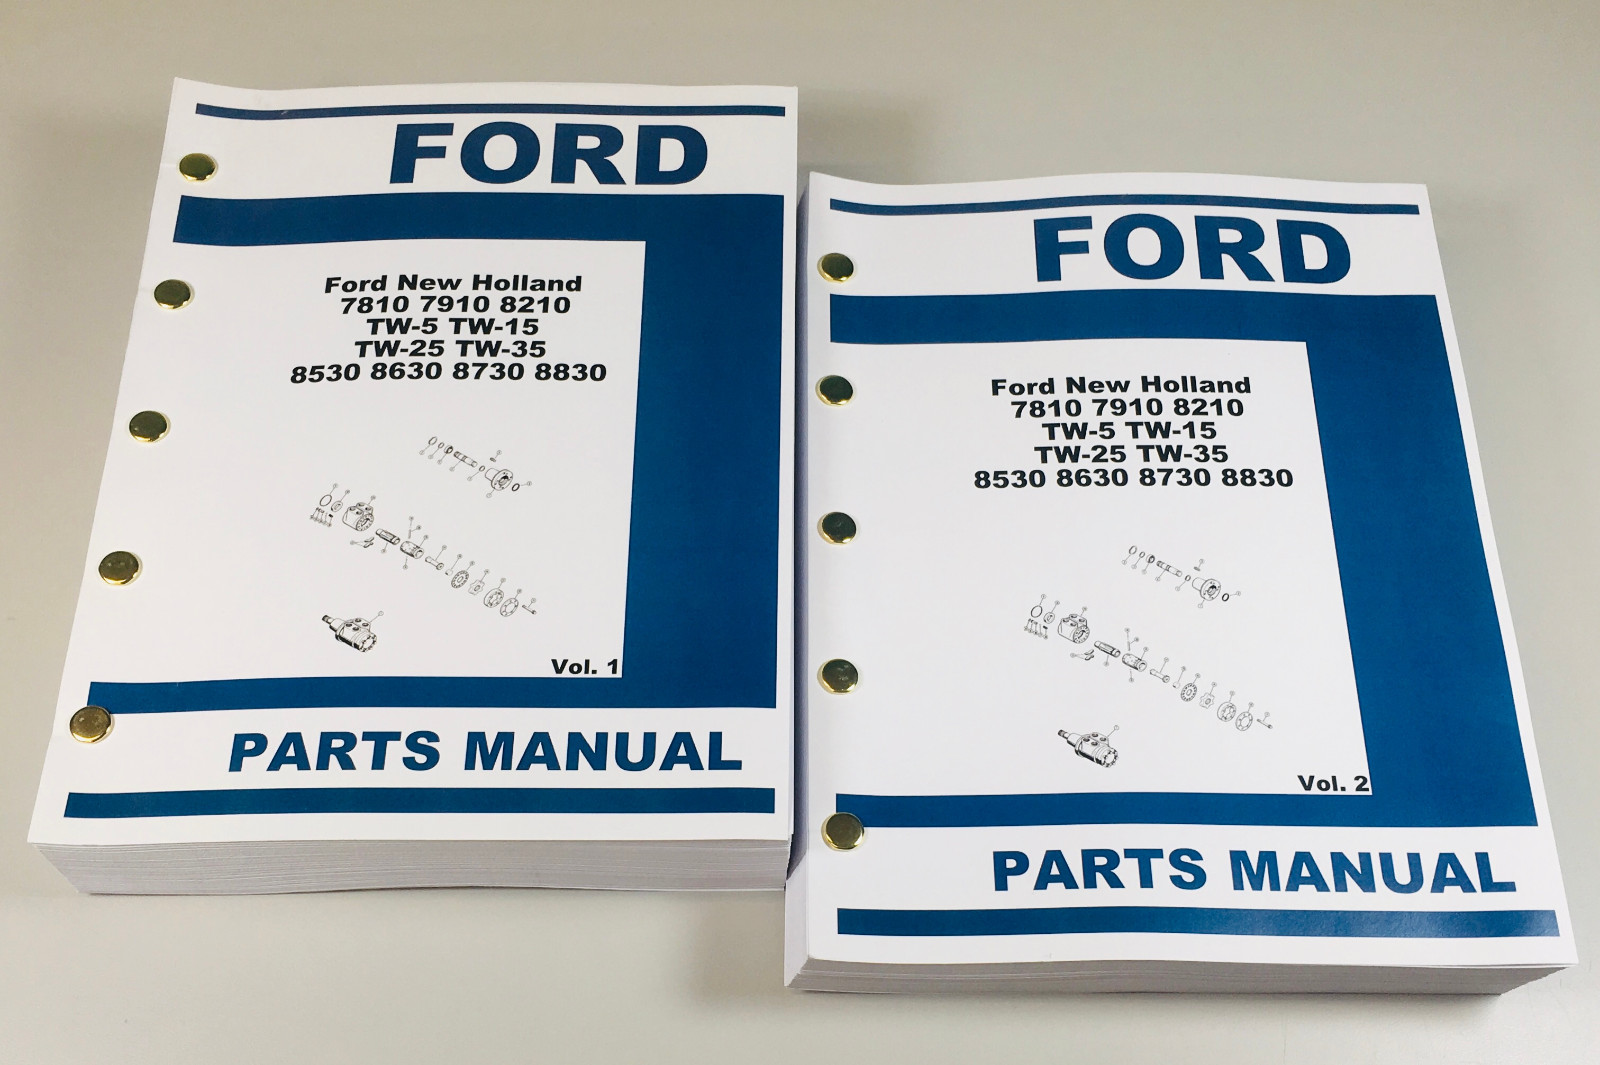 FORD
Ford New Holland
7810 7910 8210
TW-5 TW-15
TW-25 TW-35
8530 8630 8730 8830
Vol. 1
PARTS MANUAL
FORD
Ford New Holland
7810 7910 8210
TW-5 TW-15
TW-25 TW-35
8530 8630 8730 8830
Vol. 2
PARTS MANUAL